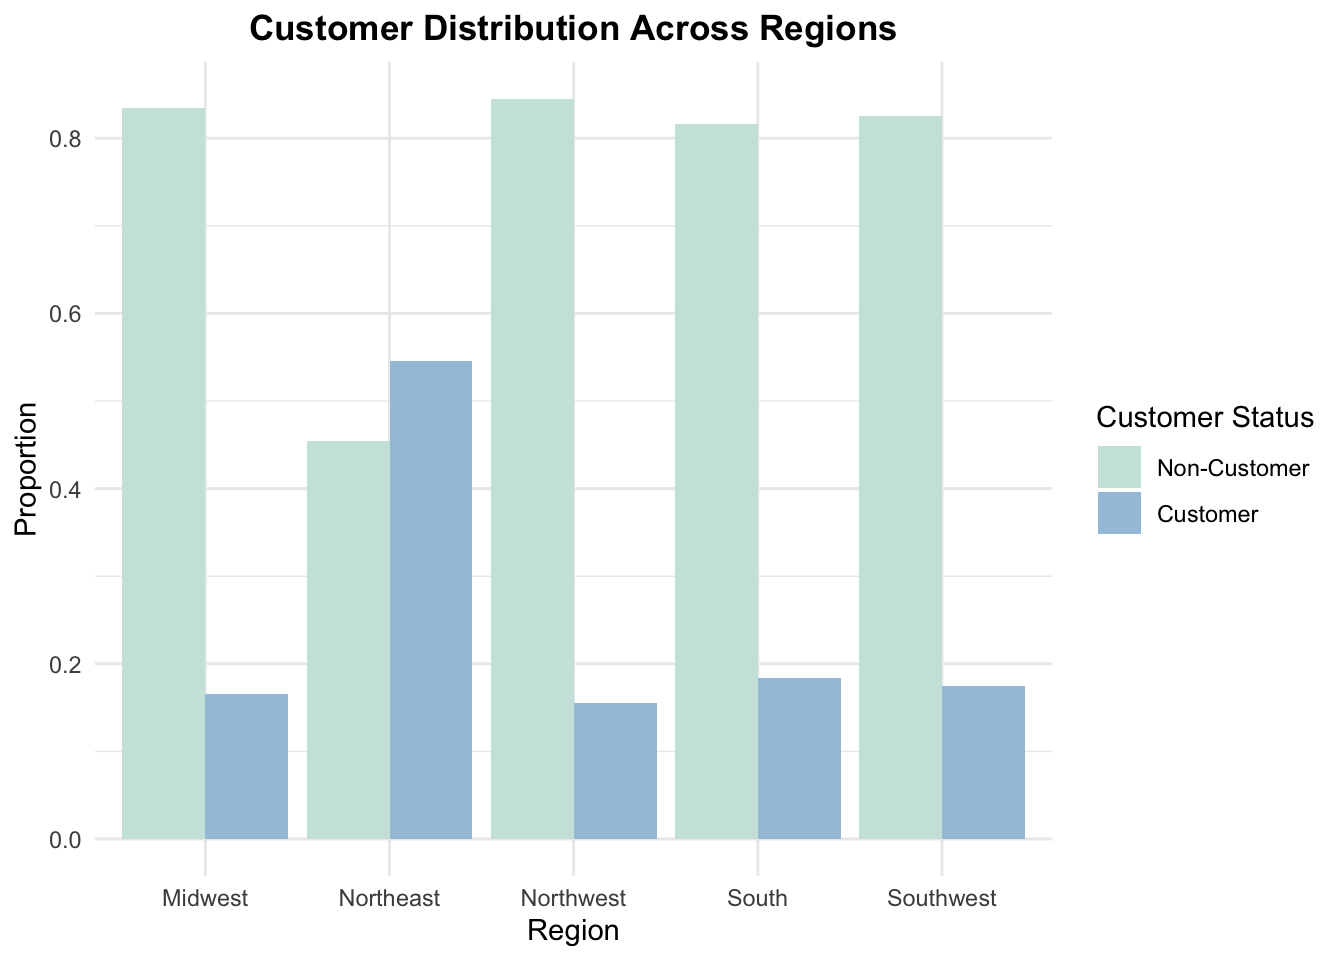 Customer Distribution Across Regions
Proportion
0.8
0.6
0.4
0.2
0.0
Midwest Northeast Northwest South Southwest
Region
Customer Status
Non-Customer
Customer